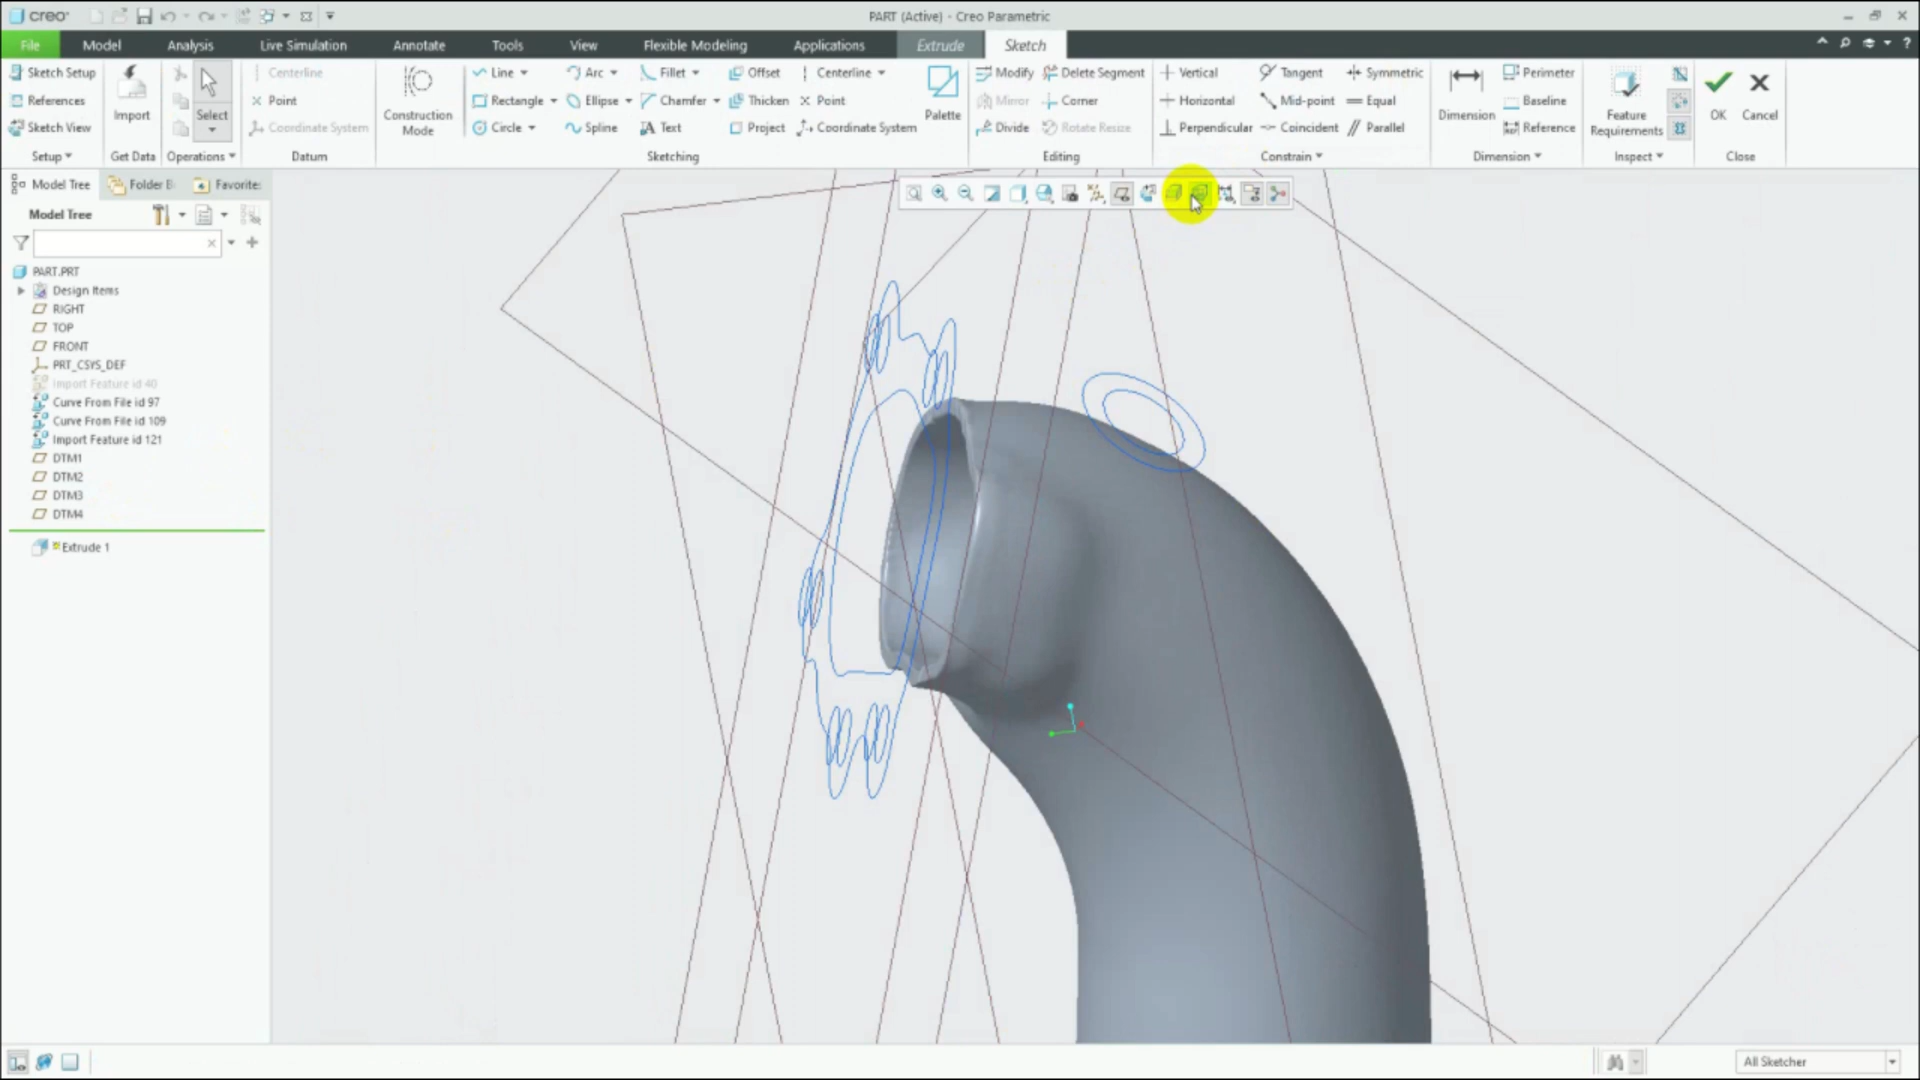 creo
PART (Active) - Creo Parametric
File Model Analysis Live Simulation Annotate Tools View Flexible Modeling Applications Extrude Sketch
Sketch Setup
References
Sketch View
Setup
Import
Get Data
Select
Operations
Centerline
Point
Coordinate System
Datum
Construction
Mode
Line Arc Fillet Offset Centerline
Rectangle Ellipse Chamfer Thicken Point
Circle Spline Text Project Coordinate System
Palette
Sketching
Modify Delete Segment
Mirror Corner
Divide Rotate Resize
Editing
Vertical Tangent Symmetric
Horizontal Mid-point Equal
Perpendicular Coincident Parallel
Constrain
Dimension
Perimeter
Baseline
Reference
Dimension
Feature
Requirements
Inspect
OK Cancel
Close
Model Tree Folder B Favorite:
Model Tree
PART.PRT
Design Items
RIGHT
TOP
FRONT
PRT_CSYS_DEF
Import Feature id 40
Curve From File id 97
Curve From File id 109
Import Feature id 121
DTM1
DTM2
DTM3
DTM4
Extrude 1
All Sketcher